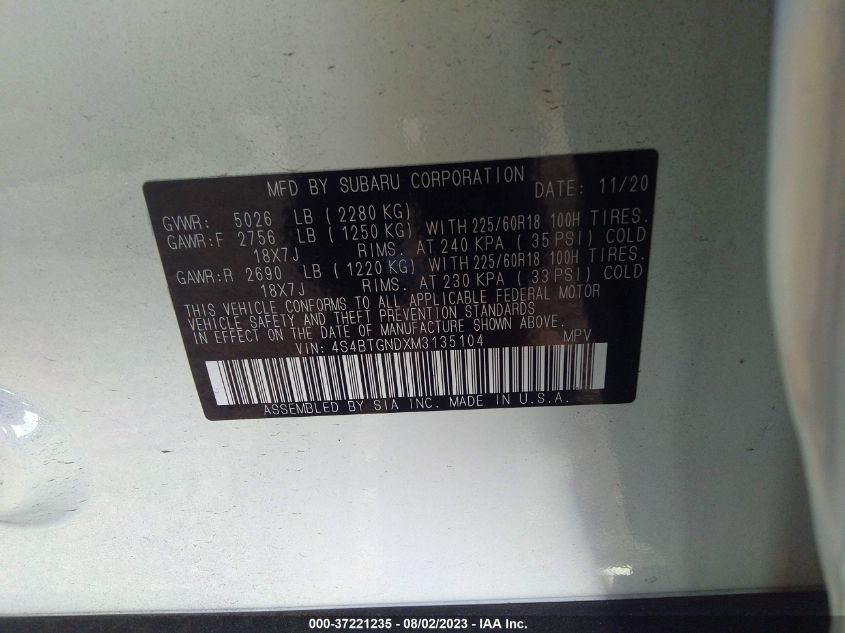 MFD BY SUBARU CORPORATION DATE: 11/20
GVWR: 5026 LB ( 2280 KG)
GAWR:F 2756 LB ( 1250 KG) WITH 225/60R18 100H TIRES.
18X7J RIMS. AT 240 KPA ( 35 PSI) COLD
GAWR:R 2690 LB ( 1220 KG) WITH 225/60R18 100H TIRES.
18X7J RIMS. AT 230 KPA ( 33 PSI) COLD
THIS VEHICLE CONFORMS TO ALL APPLICABLE FEDERAL MOTOR
VEHICLE SAFETY AND THEFT PREVENTION STANDARDS
IN EFFECT ON THE DATE OF MANUFACTURE SHOWN ABOVE.
VIN: 4S4BTGNDXM3135104 MPV
ASSEMBLED BY SIA INC. MADE IN U.S.A.
000-37221235 - 08/02/2023 - IAA Inc.